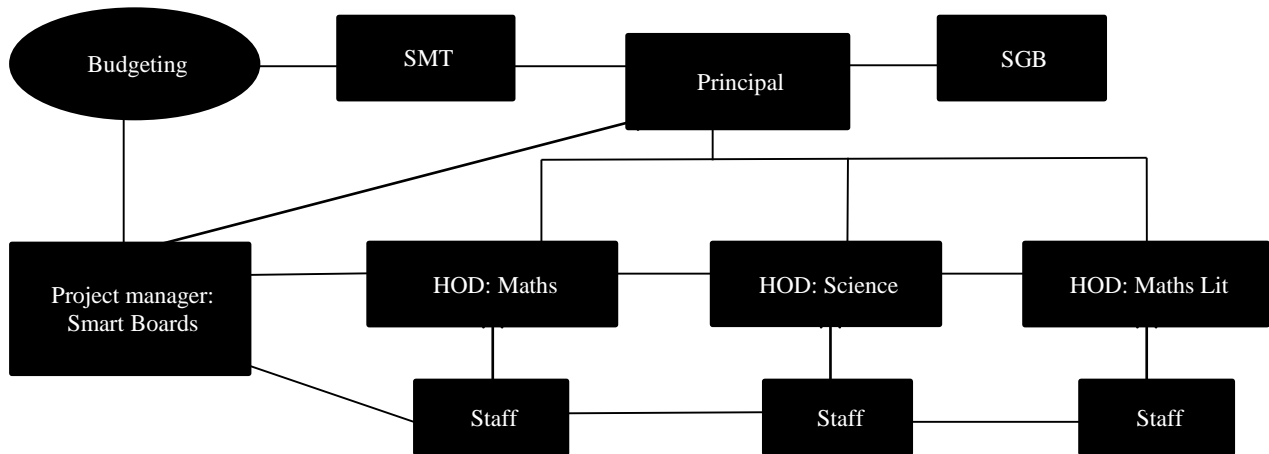 Budgeting
SMT
Principal
SGB
Project manager:
Smart Boards
HOD: Maths
HOD: Science
HOD: Maths Lit
Staff
Staff
Staff